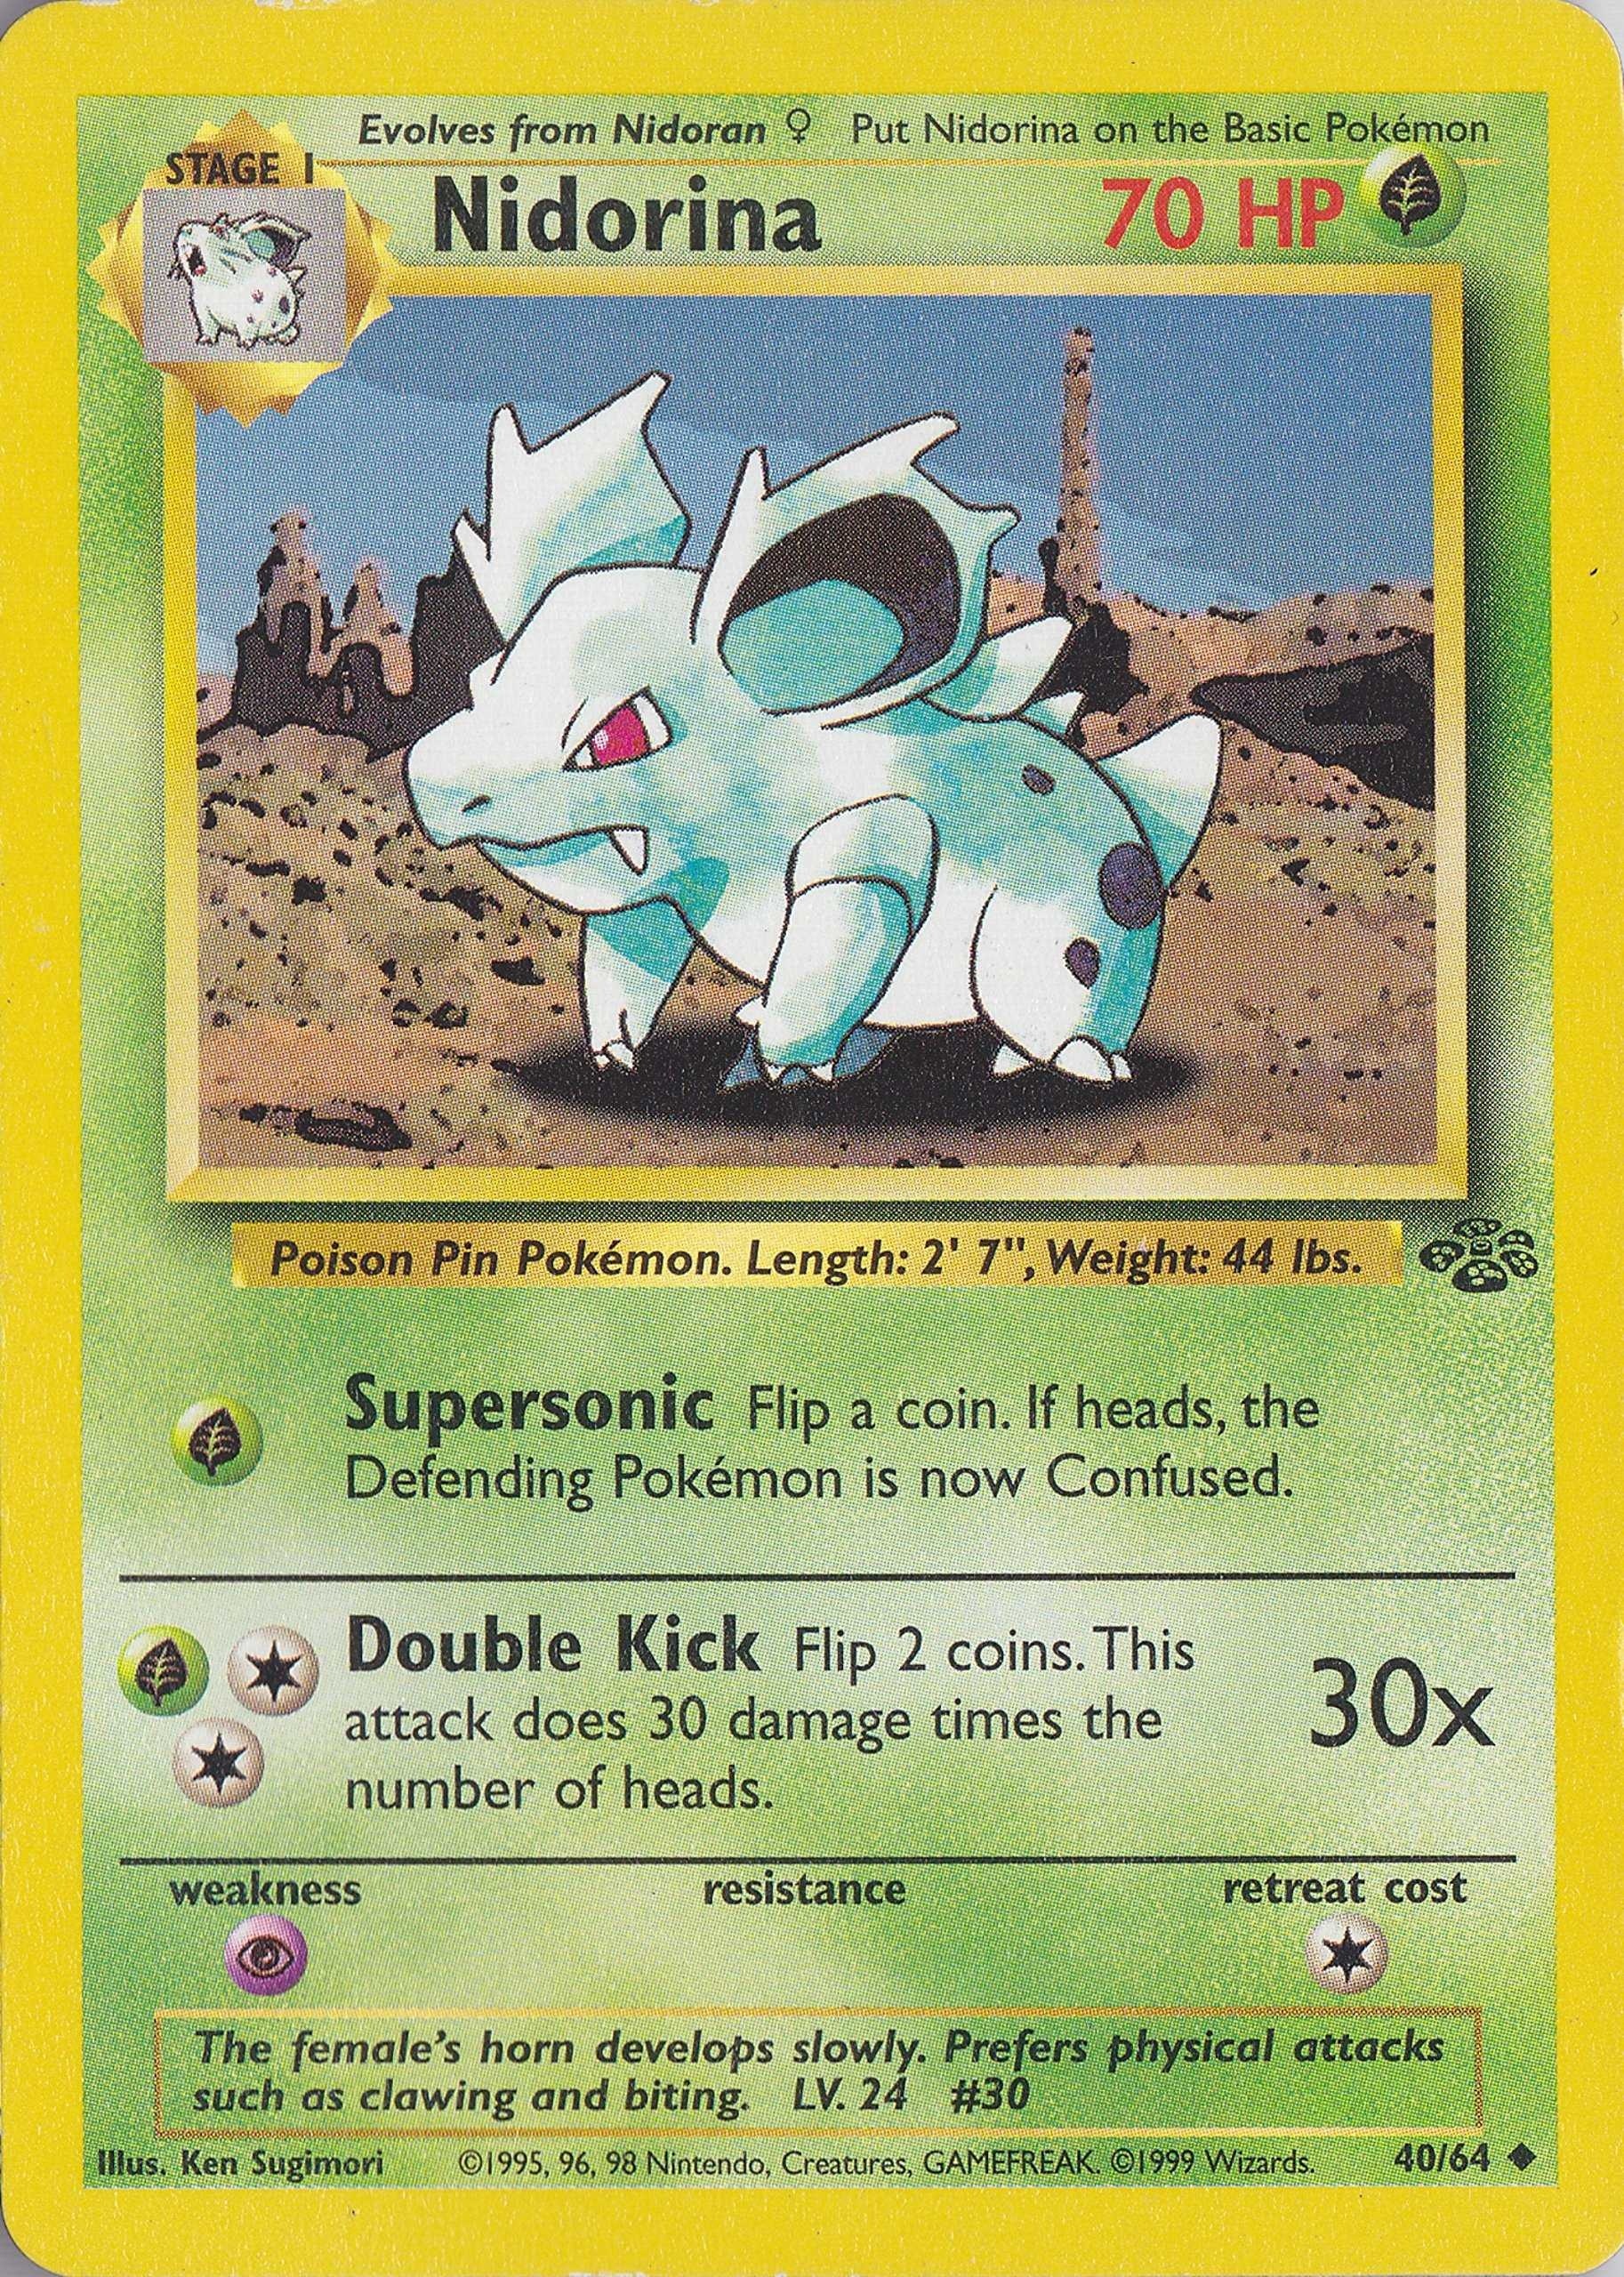 Evolves from Nidoran ♀ Put Nidorina on the Basic Pokémon
STAGE 1
Nidorina 70 HP
Poison Pin Pokémon. Length: 2' 7", Weight: 44 lbs.
Supersonic Flip a coin. If heads, the
Defending Pokémon is now Confused.
Double Kick Flip 2 coins. This
attack does 30 damage times the
number of heads.
30x
weakness resistance retreat cost
The female's horn develops slowly. Prefers physical attacks
such as clawing and biting. LV. 24 #30
Illus. Ken Sugimori ©1995, 96, 98 Nintendo, Creatures, GAMEFREAK. ©1999 Wizards. 40/64 ◆